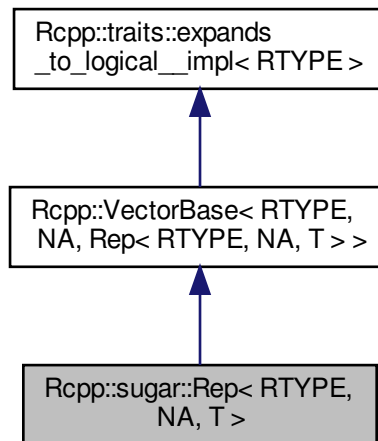 Rcpp::traits::expands
_to_logical__impl< RTYPE >
Rcpp::VectorBase< RTYPE,
NA, Rep< RTYPE, NA, T > >
Rcpp::sugar::Rep< RTYPE,
NA, T >